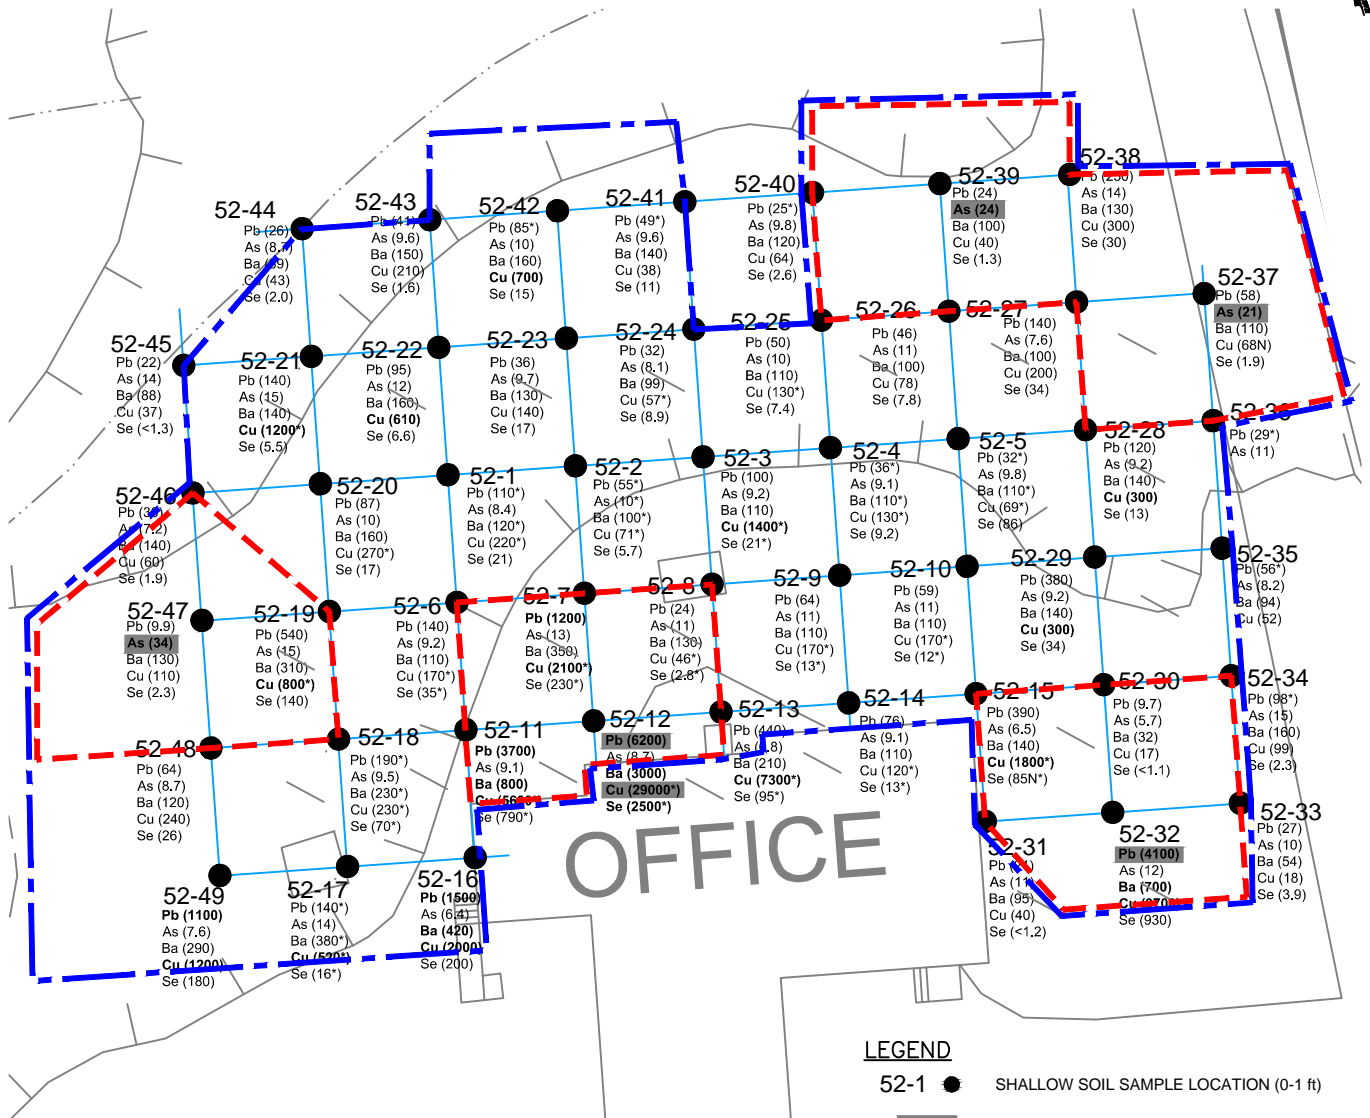 52-44
Pb (26)
Ba (89)
Cu (43)
Se (2.0)
52-43
Pb (41)
As (9.6)
Ba (150)
Cu (210)
Se (1.6)
52-42
Pb (85*)
As (10)
Ba (160)
Cu (700)
Se (15)
52-41
Pb (49*)
As (9.6)
Ba (140)
Cu (38)
Se (11)
52-40
Pb (25*)
As (9.8)
Ba (120)
Cu (64)
Se (2.6)
52-39
Pb (24)
As (24)
Ba (100)
Cu (40)
Se (1.3)
52-38
Pb (250)
As (14)
Ba (130)
Cu (300)
Se (30)
52-37
Pb (58)
As (21)
Ba (110)
Cu (68N)
Se (1.9)
52-45
Pb (22)
As (14)
Ba (88)
Cu (37)
Se (<1.3)
52-21
Pb (140)
As (15)
Ba (140)
Cu (1200*)
Se (5.5)
52-22
Pb (95)
As (12)
Ba (160)
Cu (610)
Se (6.6)
52-23
Pb (36)
As (9.7)
Ba (130)
Cu (140)
Se (17)
52-24
Pb (32)
As (8.1)
Ba (99)
Cu (57*)
Se (8.9)
52-25
Pb (50)
As (10)
Ba (110)
Cu (130*)
Se (7.4)
52-26
Pb (46)
As (11)
Ba (100)
Cu (78)
Se (7.8)
52-27
Pb (140)
As (7.6)
Ba (100)
Cu (200)
Se (34)
Pb (29*)
As (11)
52-46
As (7.2)
Ba (140)
Cu (60)
Se (1.9)
52-20
Pb (87)
As (10)
Ba (160)
Cu (270*)
Se (17)
52-1
Pb (110*)
As (8.4)
Ba (120*)
Cu (220*)
Se (21)
52-2
Pb (55*)
As (10*)
Ba (100*)
Cu (71*)
Se (5.7)
52-3
Pb (100)
As (9.2)
Ba (110)
Cu (1400*)
Se (21*)
52-4
Pb (36*)
As (9.1)
Ba (110*)
Cu (130*)
Se (9.2)
52-5
Pb (32*)
As (9.8)
Ba (110*)
Cu (69*)
Se (86)
52-28
Pb (120)
As (9.2)
Ba (140)
Cu (300)
Se (13)
52-47
Pb (9.9)
As (34)
Ba (130)
Cu (110)
Se (2.3)
52-19
Pb (540)
As (15)
Ba (310)
Cu (800*)
Se (140)
52-6
Pb (140)
As (9.2)
Ba (110)
Cu (170*)
Se (35*)
52-7
Pb (1200)
As (13)
Ba (350)
Cu (2100*)
Se (230*)
52-8
Pb (24)
As (11)
Ba (130)
Cu (46*)
Se (2.8*)
52-9
Pb (64)
As (11)
Ba (110)
Cu (170*)
Se (13*)
52-10
Pb (59)
As (11)
Ba (110)
Cu (170*)
Se (12*)
52-29
Pb (380)
As (9.2)
Ba (140)
Cu (300)
Se (34)
52-35
Pb (56*)
As (8.2)
Ba (94)
Cu (52)
52-48
Pb (64)
As (8.7)
Ba (120)
Cu (240)
Se (26)
52-18
Pb (190*)
As (9.5)
Ba (230*)
Cu (230*)
Se (70*)
52-11
Pb (3700)
As (9.1)
Ba (800)
Cu (5600*)
Se (790*)
52-12
Pb (6200)
As (8.7)
Ba (3000)
Cu (29000*)
Se (2500*)
52-13
Pb (440)
Ba (210)
Cu (7300*)
Se (95*)
52-14
Pb (76)
As (9.1)
Ba (110)
Cu (120*)
Se (13*)
52-15
Pb (390)
As (6.5)
Ba (140)
Cu (1800*)
Se (85N*)
52-30
Pb (9.7)
As (5.7)
Ba (32)
Cu (17)
Se (<1.1)
52-34
Pb (98*)
As (15)
Ba (160)
Cu (99)
Se (2.3)
52-49
Pb (1100)
As (7.6)
Ba (290)
Cu (1200)
Se (180)
52-17
Pb (140*)
As (14)
Ba (380*)
Cu (520*)
Se (16*)
52-16
Pb (1500)
As (6.4)
Ba (420)
Cu (2000)
Se (200)
OFFICE
52-31
As (11)
Ba (95)
Cu (40)
Se (<1.2)
52-32
Pb (4100)
As (12)
Ba (700)
Se (930)
52-33
Pb (27)
As (10)
Ba (54)
Cu (18)
Se (3.9)
LEGEND
52-1 SHALLOW SOIL SAMPLE LOCATION (0-1 ft)